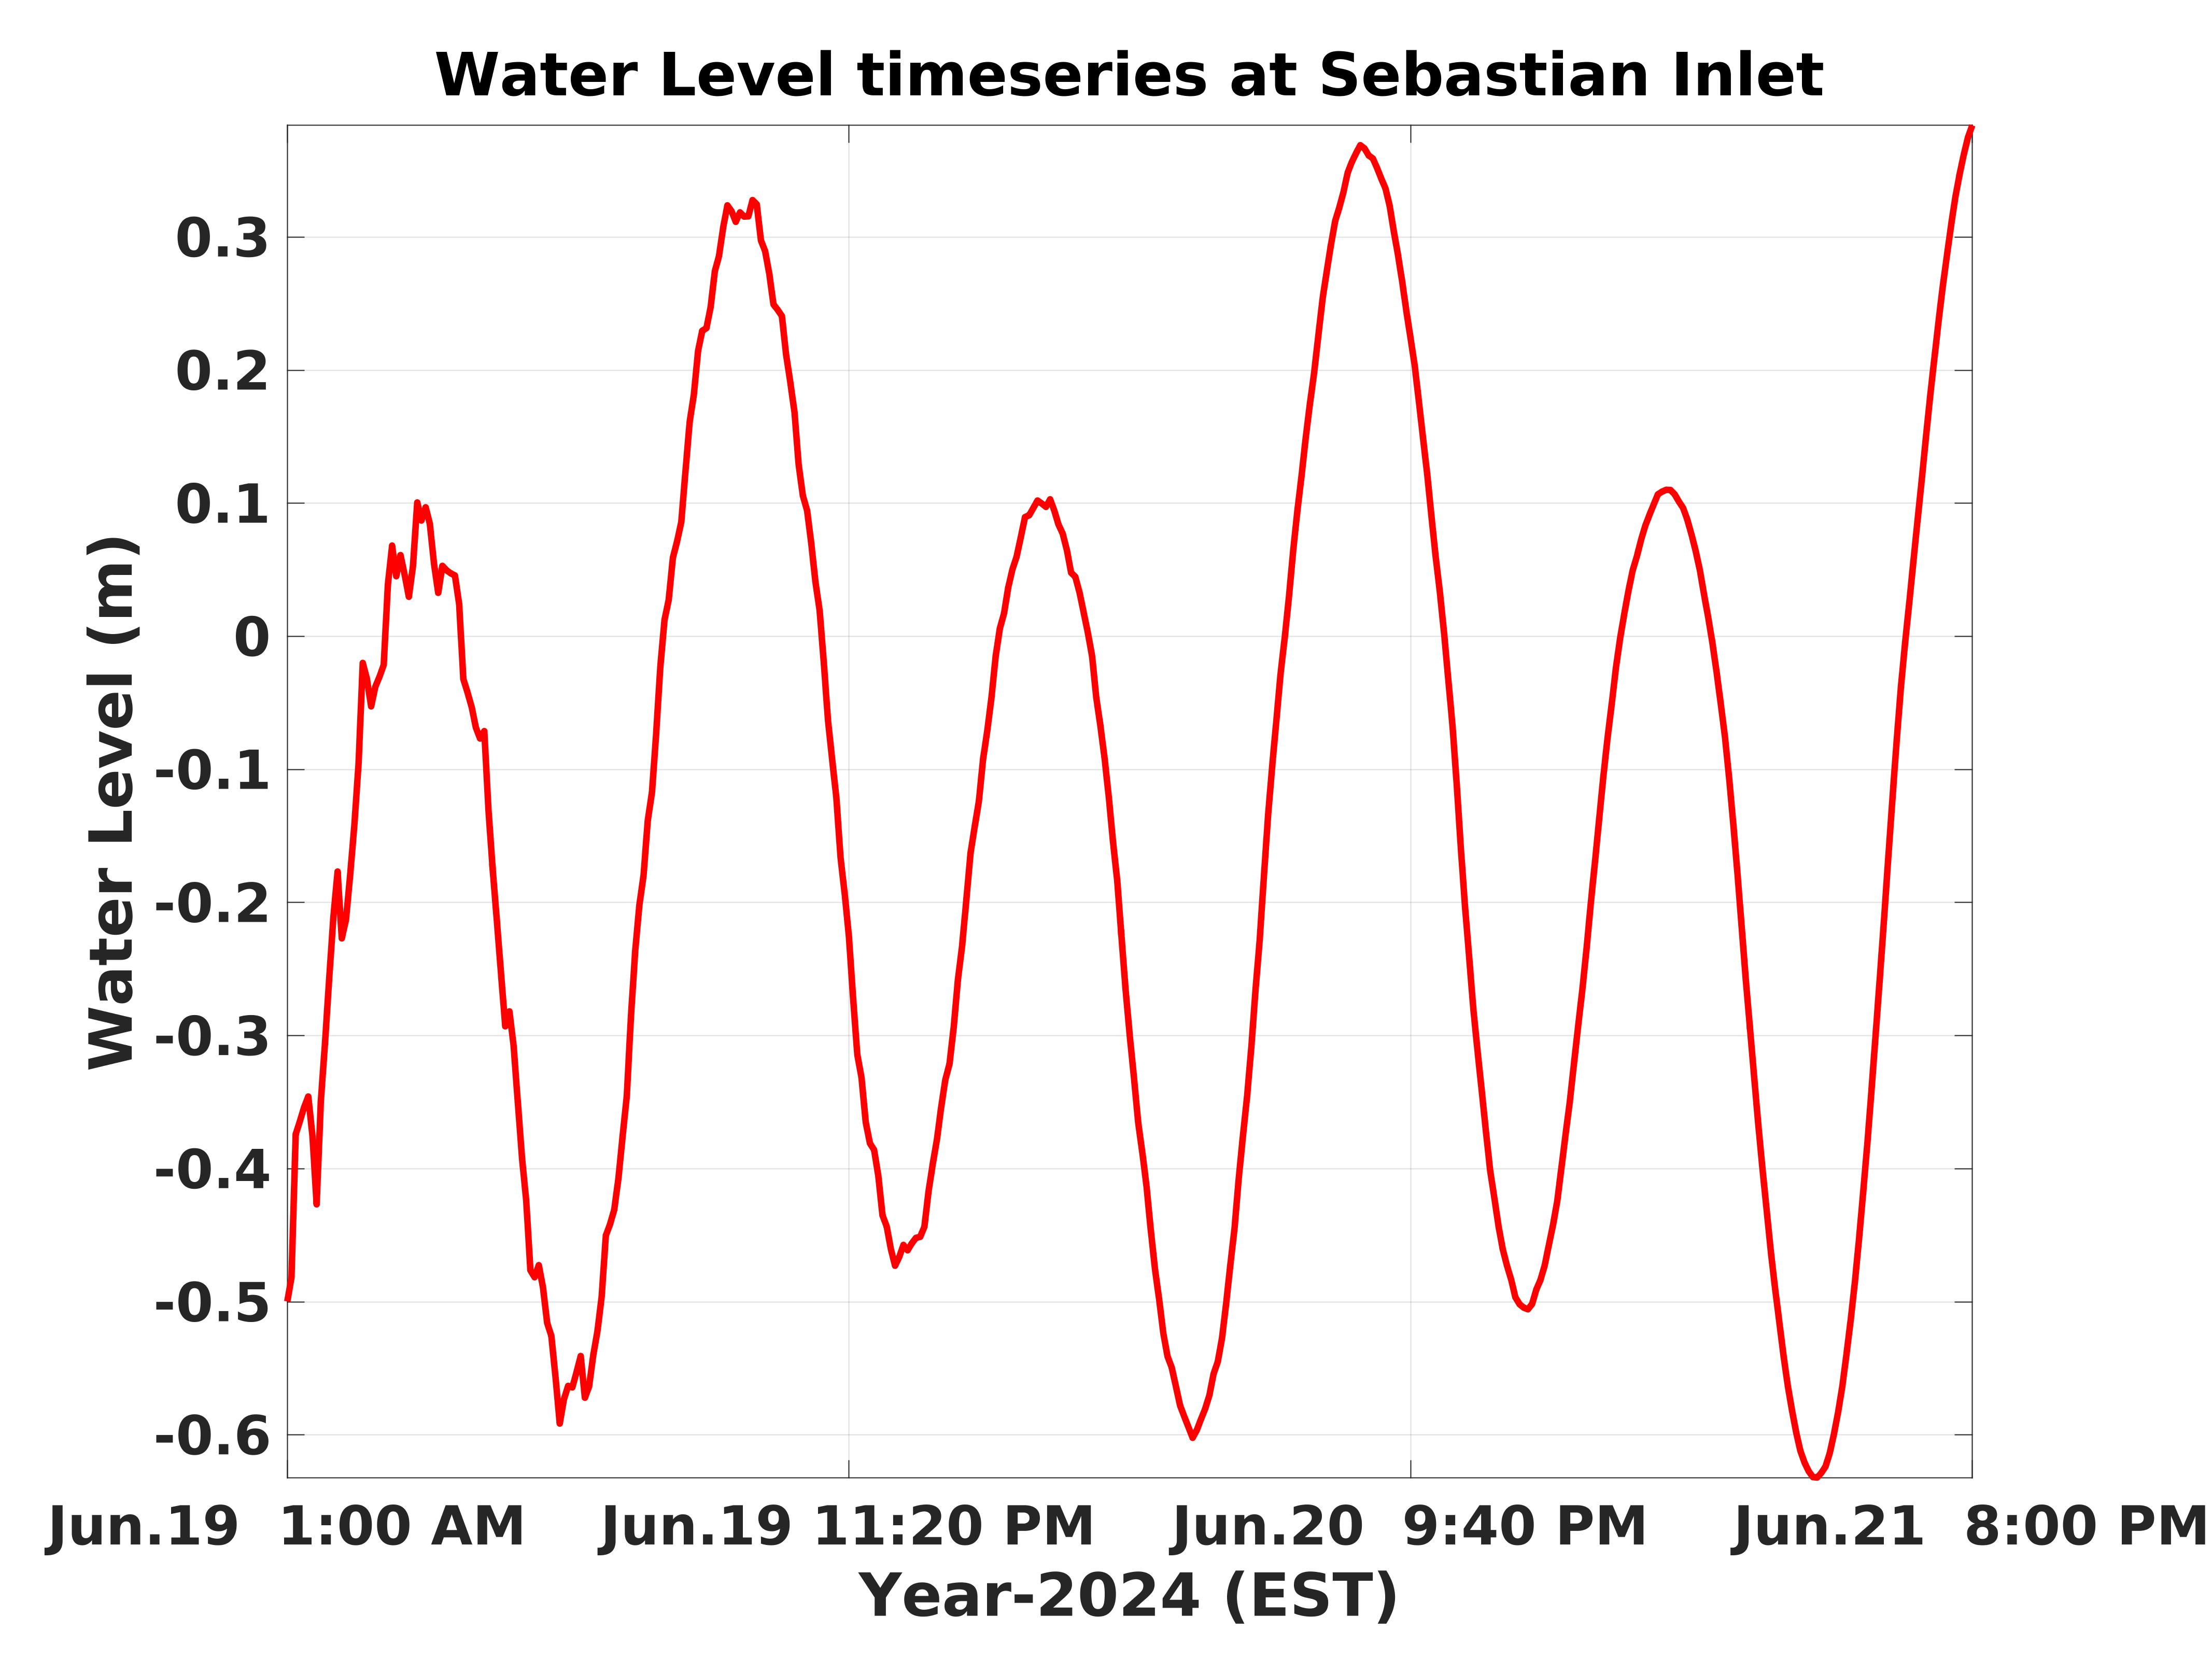 Water Level timeseries at Sebastian Inlet
Water Level (m)
0.3
0.2
0.1
0
-0.1
-0.2
-0.3
-0.4
-0.5
-0.6
Jun.19 1:00 AM Jun.19 11:20 PM Jun.20 9:40 PM Jun.21 8:00 PM
Year-2024 (EST)